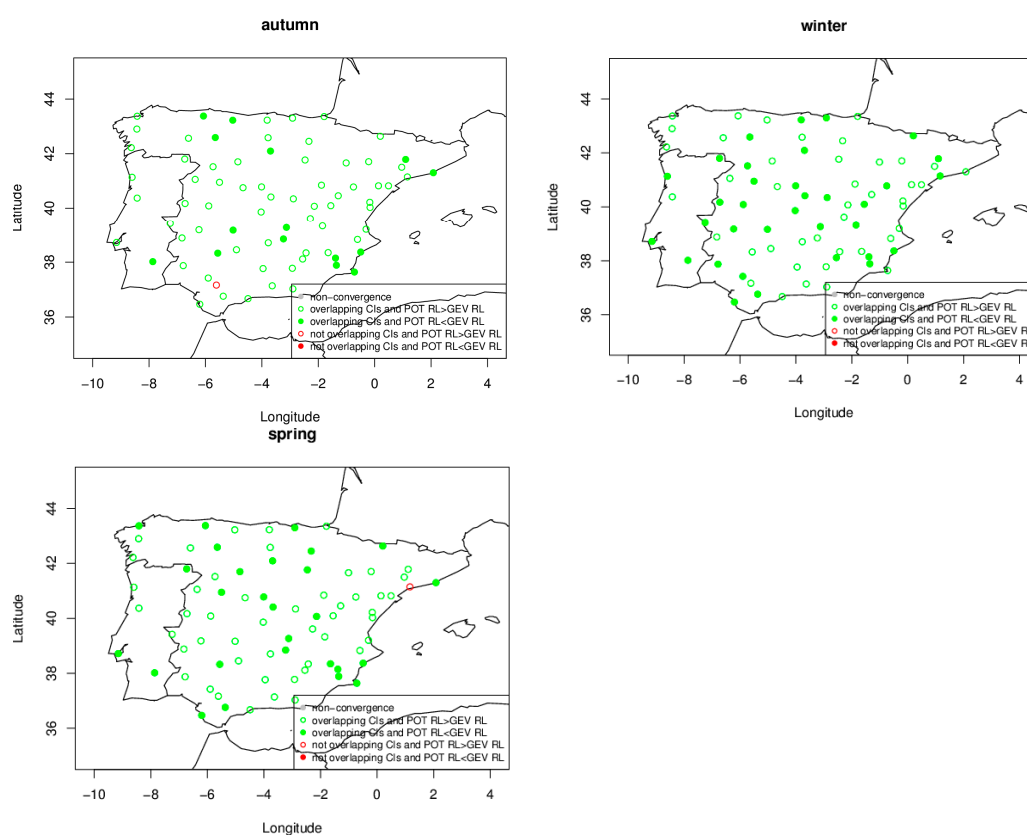 autumn
Latitude
44
42
40
38
36
non−convergence
overlapping CIs and POT RL>GEV RL
overlapping CIs and POT RL<GEV RL
not overlapping CIs and POT RL>GEV RL
not overlapping CIs and POT RL<GEV RL
−10 −8 −6 −4 −2 0 2 4
Longitude
winter
Latitude
44
42
40
38
36
non−convergence
overlapping CIs and POT RL>GEV RL
overlapping CIs and POT RL<GEV RL
not overlapping CIs and POT RL>GEV R
not overlapping CIs and POT RL<GEV R
−10 −8 −6 −4 −2 0 2 4
Longitude
spring
Latitude
44
42
40
38
36
non−convergence
overlapping CIs and POT RL>GEV RL
overlapping CIs and POT RL<GEV RL
not overlapping CIs and POT RL>GEV RL
not overlapping CIs and POT RL<GEV RL
−10 −8 −6 −4 −2 0 2 4
Longitude